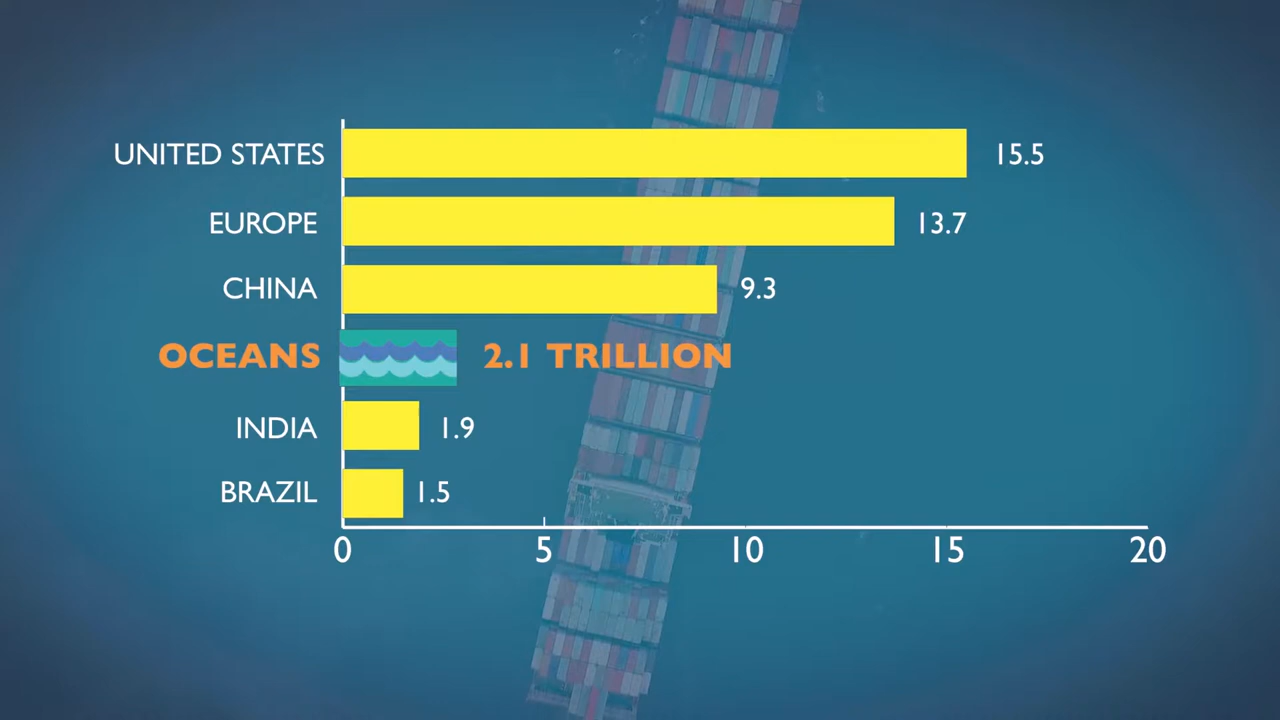 UNITED STATES 15.5
EUROPE 13.7
CHINA 9.3
OCEANS 2.1 TRILLION
INDIA 1.9
BRAZIL 1.5
0 5 10 15 20